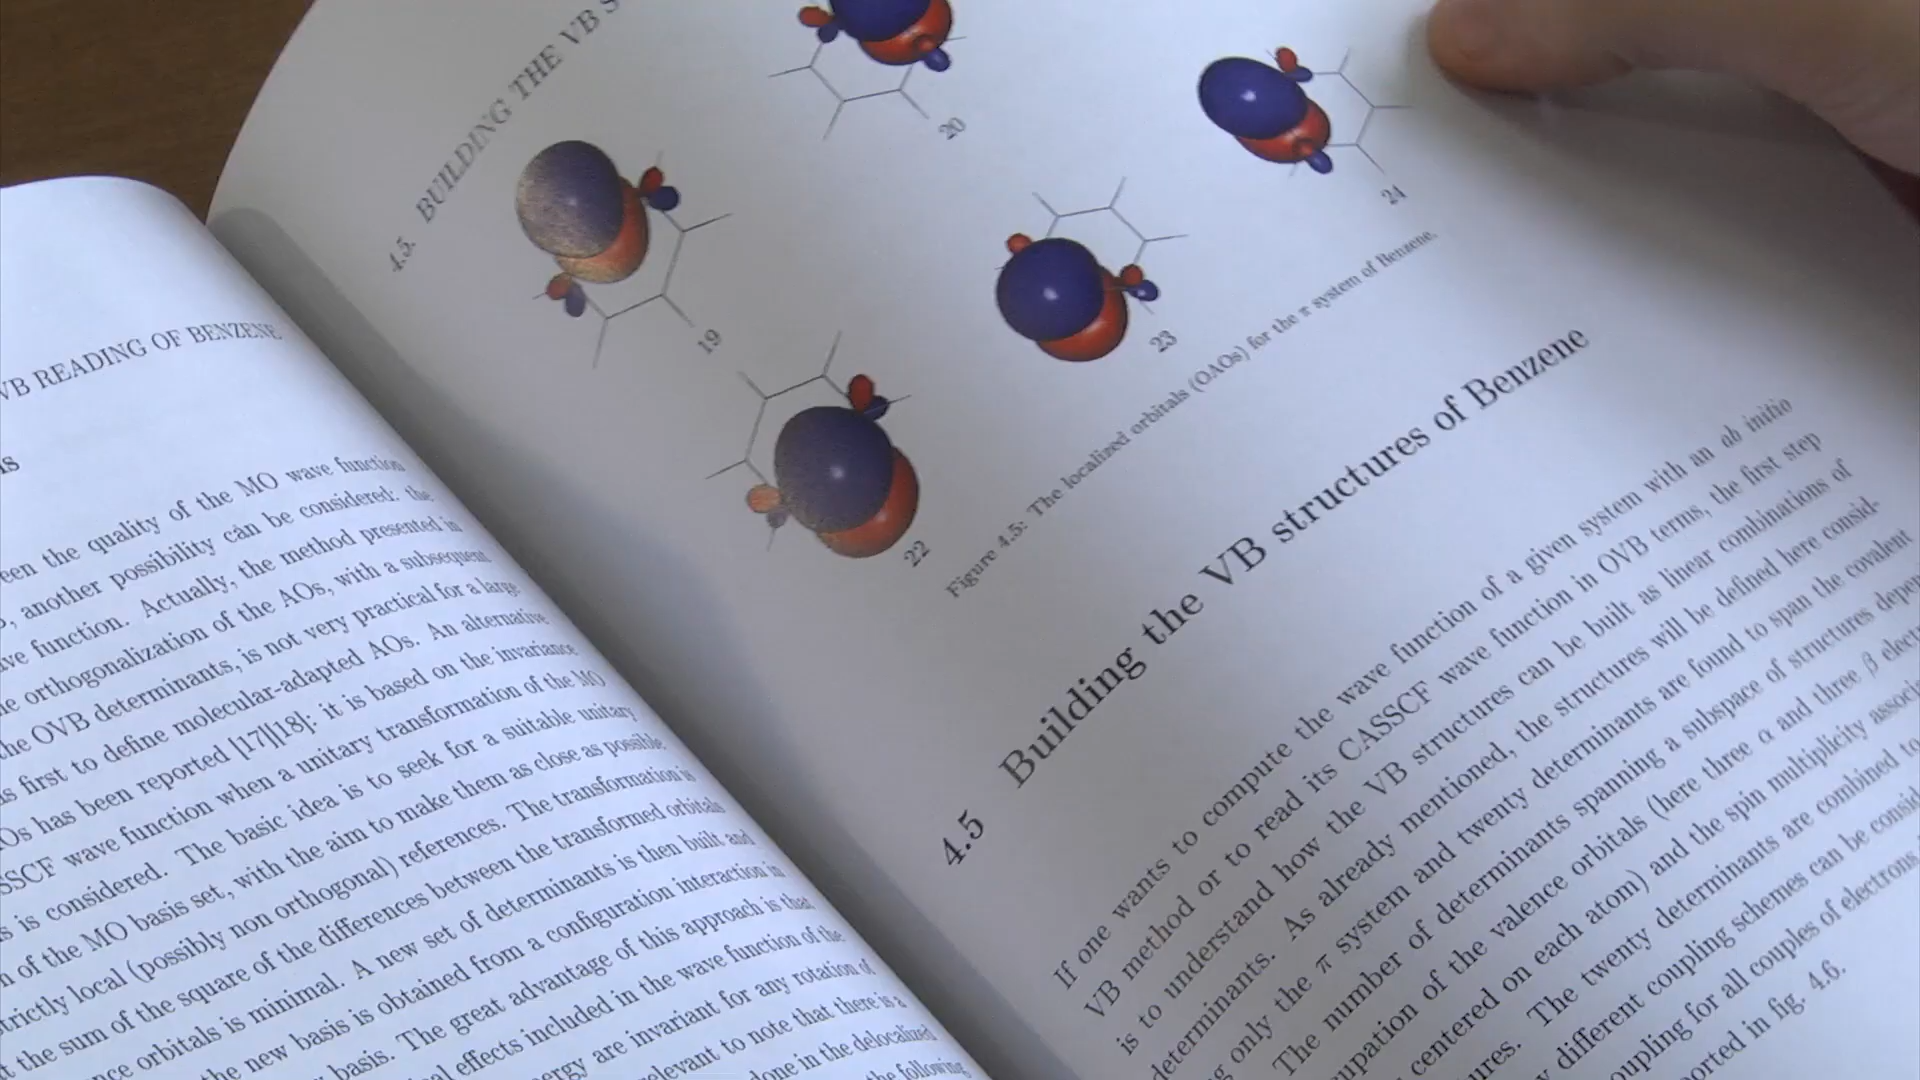 VB READING OF BENZENE
een the quality of the MO wave function
another possibility can be considered: the
ve function. Actually, the method presented in
e orthogonalization of the AOs, with a subsequent
the OVB determinants, is not very practical for a large
s first to define molecular-adapted AOs. An alternative
Os has been reported [17][18]: it is based on the invariance
SSCF wave function when a unitary transformation of the MO
s is considered. The basic idea is to seek for a suitable unitary
n of the MO basis set, with the aim to make them as close as possible
strictly local (possibly non orthogonal) references. The transformation is
t the sum of the square of the differences between the transformed orbitals
nce orbitals is minimal. A new set of determinants is then built and
the new basis is obtained from a configuration interaction in
basis. The great advantage of this approach is that
al effects included in the wave function of the
ergy are invariant for any rotation of
elevant to note that there is a
done in the delocalized
the following
4.5. BUILDING THE VB S
19
20
22
23
24
Figure 4.5: The localized orbitals (OAOs) for the π system of Benzene.
4.5 Building the VB structures of Benzene
If one wants to compute the wave function of a given system with an ab initio
VB method or to read its CASSCF wave function in OVB terms, the first step
is to understand how the VB structures can be built as linear combinations of
determinants. As already mentioned, the structures will be defined here consid-
g only the π system and twenty determinants are found to span the covalent
The number of determinants spanning a subspace of structures depen
upation of the valence orbitals (here three α and three β elect
centered on each atom) and the spin multiplicity associa
tures. The twenty determinants are combined to
y different coupling schemes can be consid
oupling for all couples of electrons
ported in fig. 4.6.